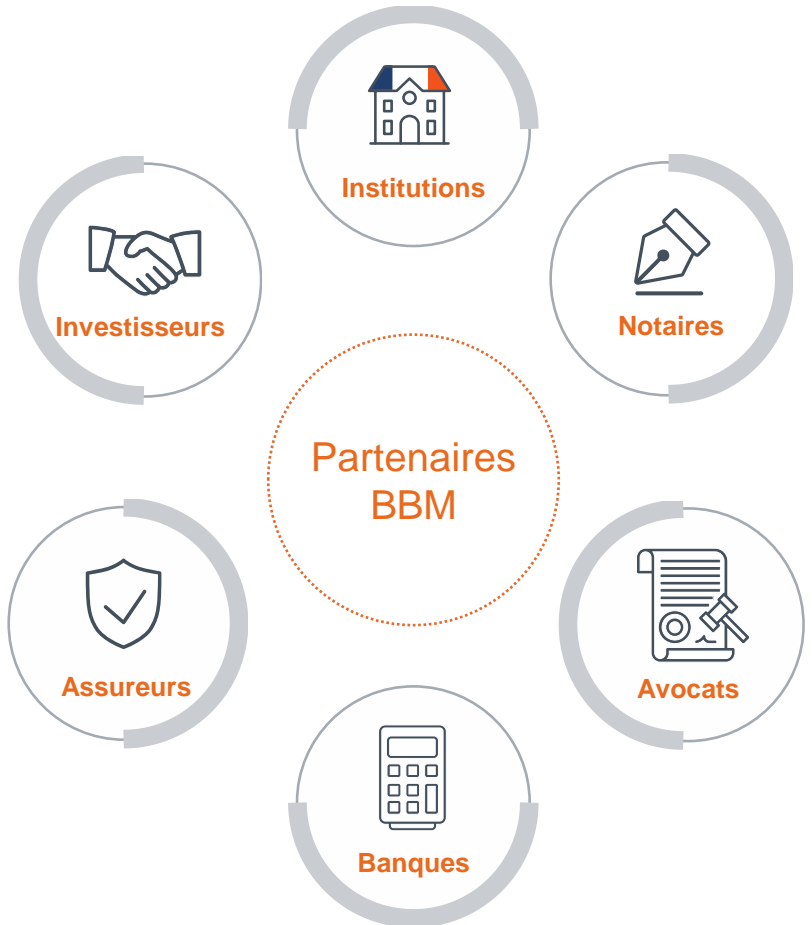 Institutions
Investisseurs
Notaires
Partenaires
BBM
Assureurs
Avocats
Banques